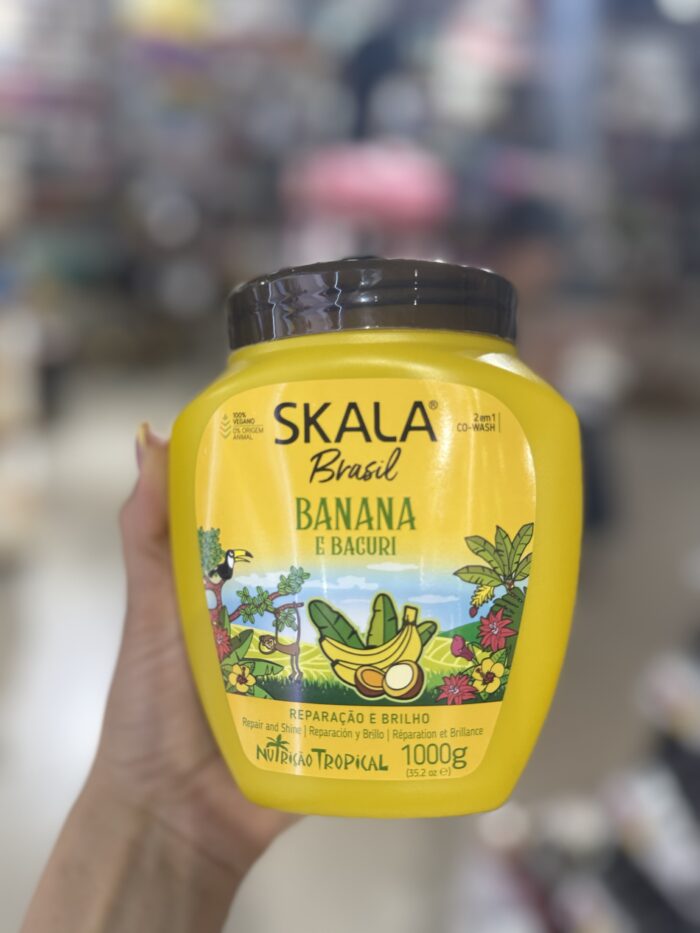 100%
VEGANO
0% ORIGEM
ANIMAL
SKALA®
2 em 1
CO-WASH
Brasil
BANANA
E BACURI
REPARAÇÃO E BRILHO
Repair and Shine | Reparación y Brillo | Réparation et Brillance
NUTRIÇÃO TROPICAL
1000g
(35.2 oz ℮)